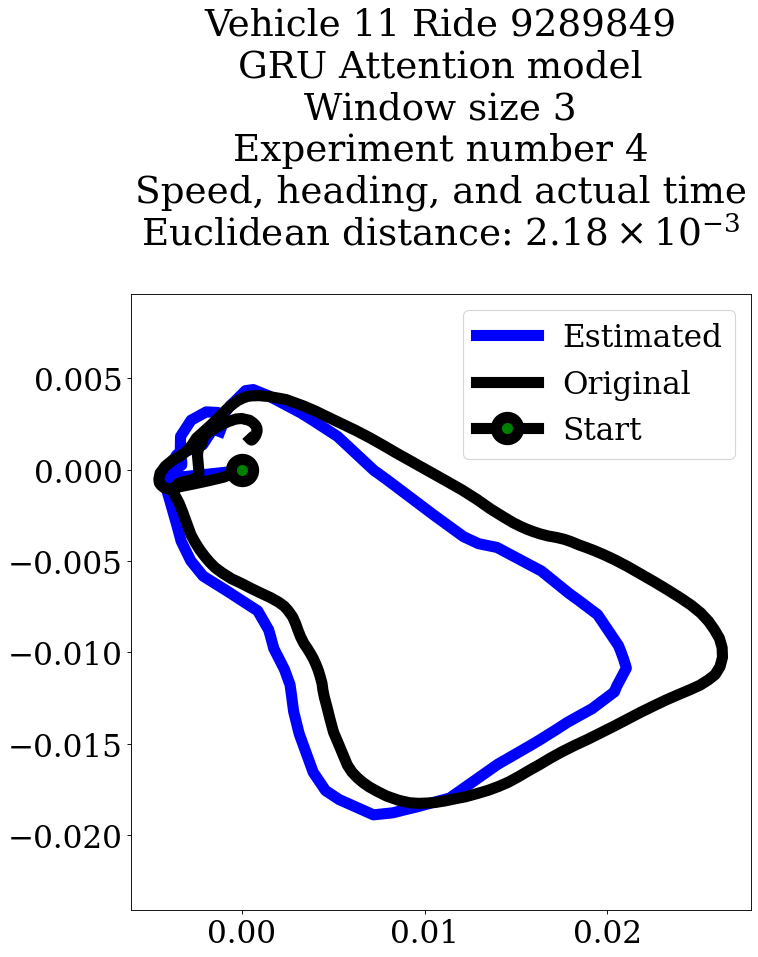 Vehicle 11 Ride 9289849
GRU Attention model
Window size 3
Experiment number 4
Speed, heading, and actual time
Euclidean distance: 2.18 × 10⁻³
Estimated
Original
Start
0.005
0.000
−0.005
−0.010
−0.015
−0.020
0.00
0.01
0.02